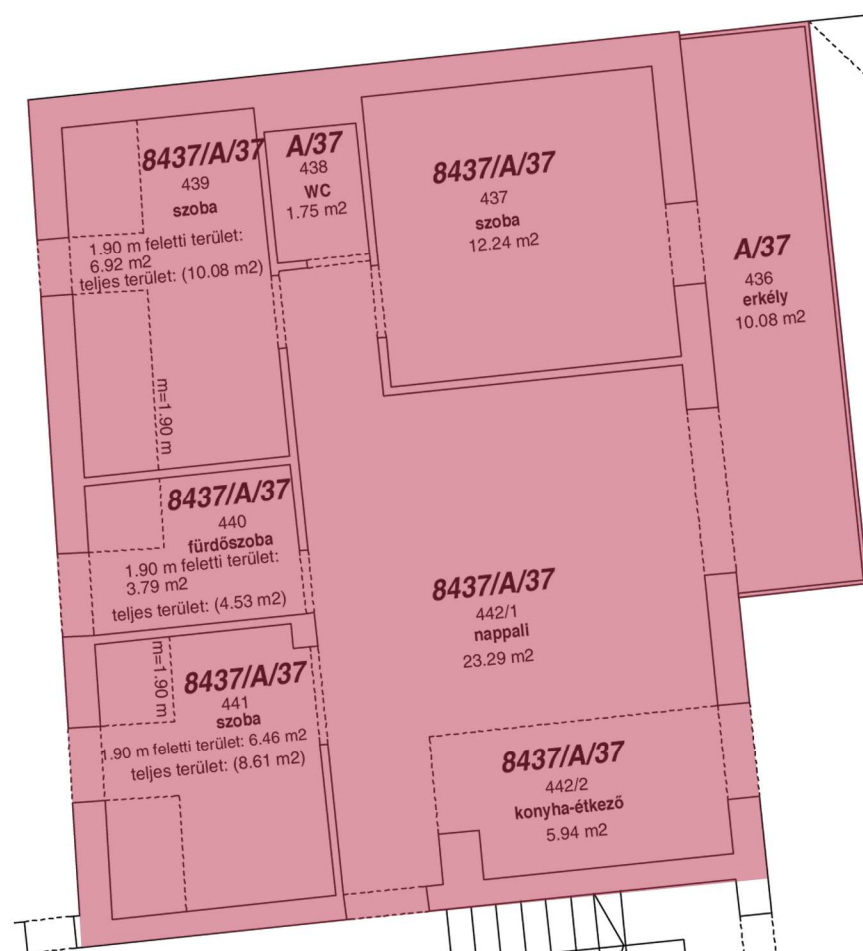 8437/A/37
439
szoba
1.90 m feletti terület:
6.92 m2
teljes terület: (10.08 m2)
m=1.90 m
A/37
438
WC
1.75 m2
8437/A/37
437
szoba
12.24 m2
A/37
436
erkély
10.08 m2
8437/A/37
440
fürdőszoba
1.90 m feletti terület:
3.79 m2
teljes terület: (4.53 m2)
8437/A/37
442/1
nappali
23.29 m2
m=1.90 m
8437/A/37
441
szoba
1.90 m feletti terület: 6.46 m2
teljes terület: (8.61 m2)
8437/A/37
442/2
konyha-étkező
5.94 m2